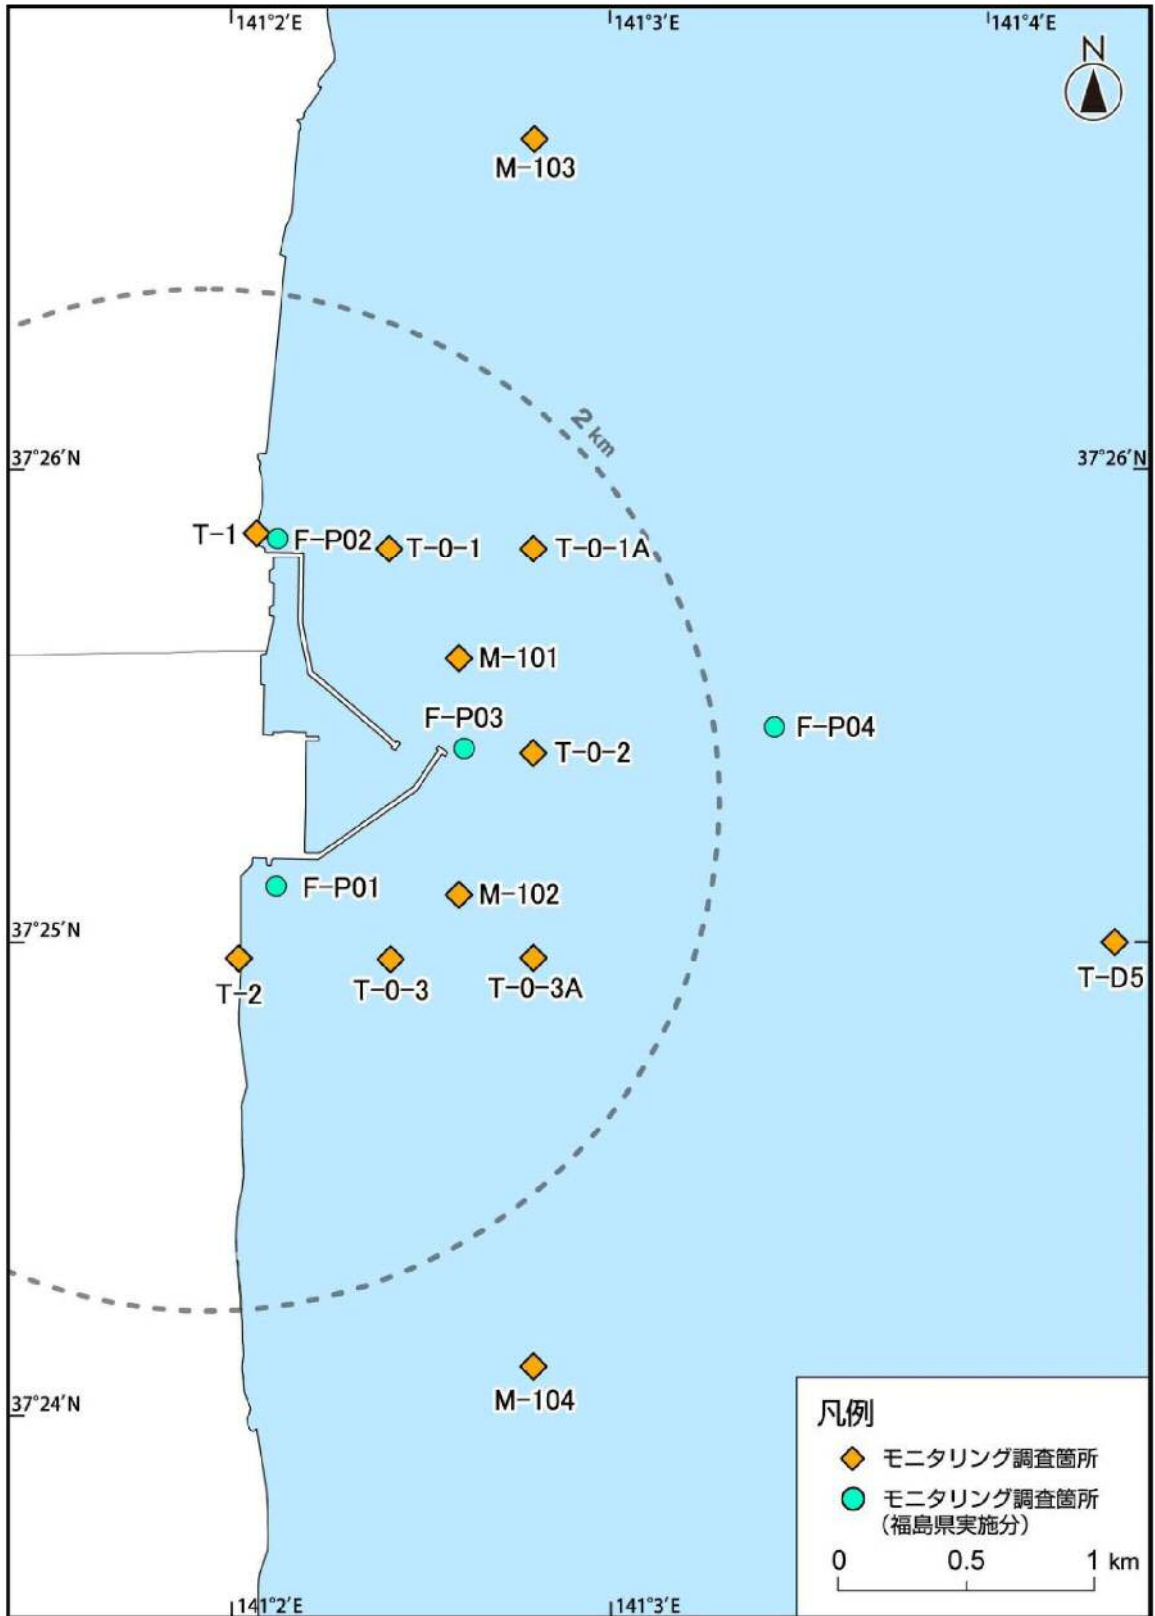 141°2′E
141°3′E
141°4′E
N
M-103
2 km
37°26′N
37°26′N
T-1
F-P02
T-0-1
T-0-1A
M-101
F-P03
F-P04
T-0-2
F-P01
M-102
37°25′N
T-2
T-0-3
T-0-3A
T-D5
M-104
37°24′N
凡例
モニタリング調査箇所
モニタリング調査箇所
（福島県実施分）
0 0.5 1 km
141°2′E
141°3′E